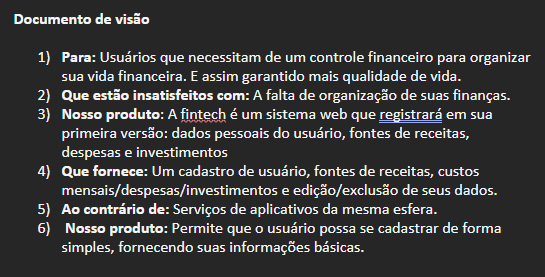 Documento de visão
1) Para: Usuários que necessitam de um controle financeiro para organizar
sua vida financeira. E assim garantido mais qualidade de vida.
2) Que estão insatisfeitos com: A falta de organização de suas finanças.
3) Nosso produto: A fintech é um sistema web que registrará em sua
primeira versão: dados pessoais do usuário, fontes de receitas,
despesas e investimentos
4) Que fornece: Um cadastro de usuário, fontes de receitas, custos
mensais/despesas/investimentos e edição/exclusão de seus dados.
5) Ao contrário de: Serviços de aplicativos da mesma esfera.
6) Nosso produto: Permite que o usuário possa se cadastrar de forma
simples, fornecendo suas informações básicas.